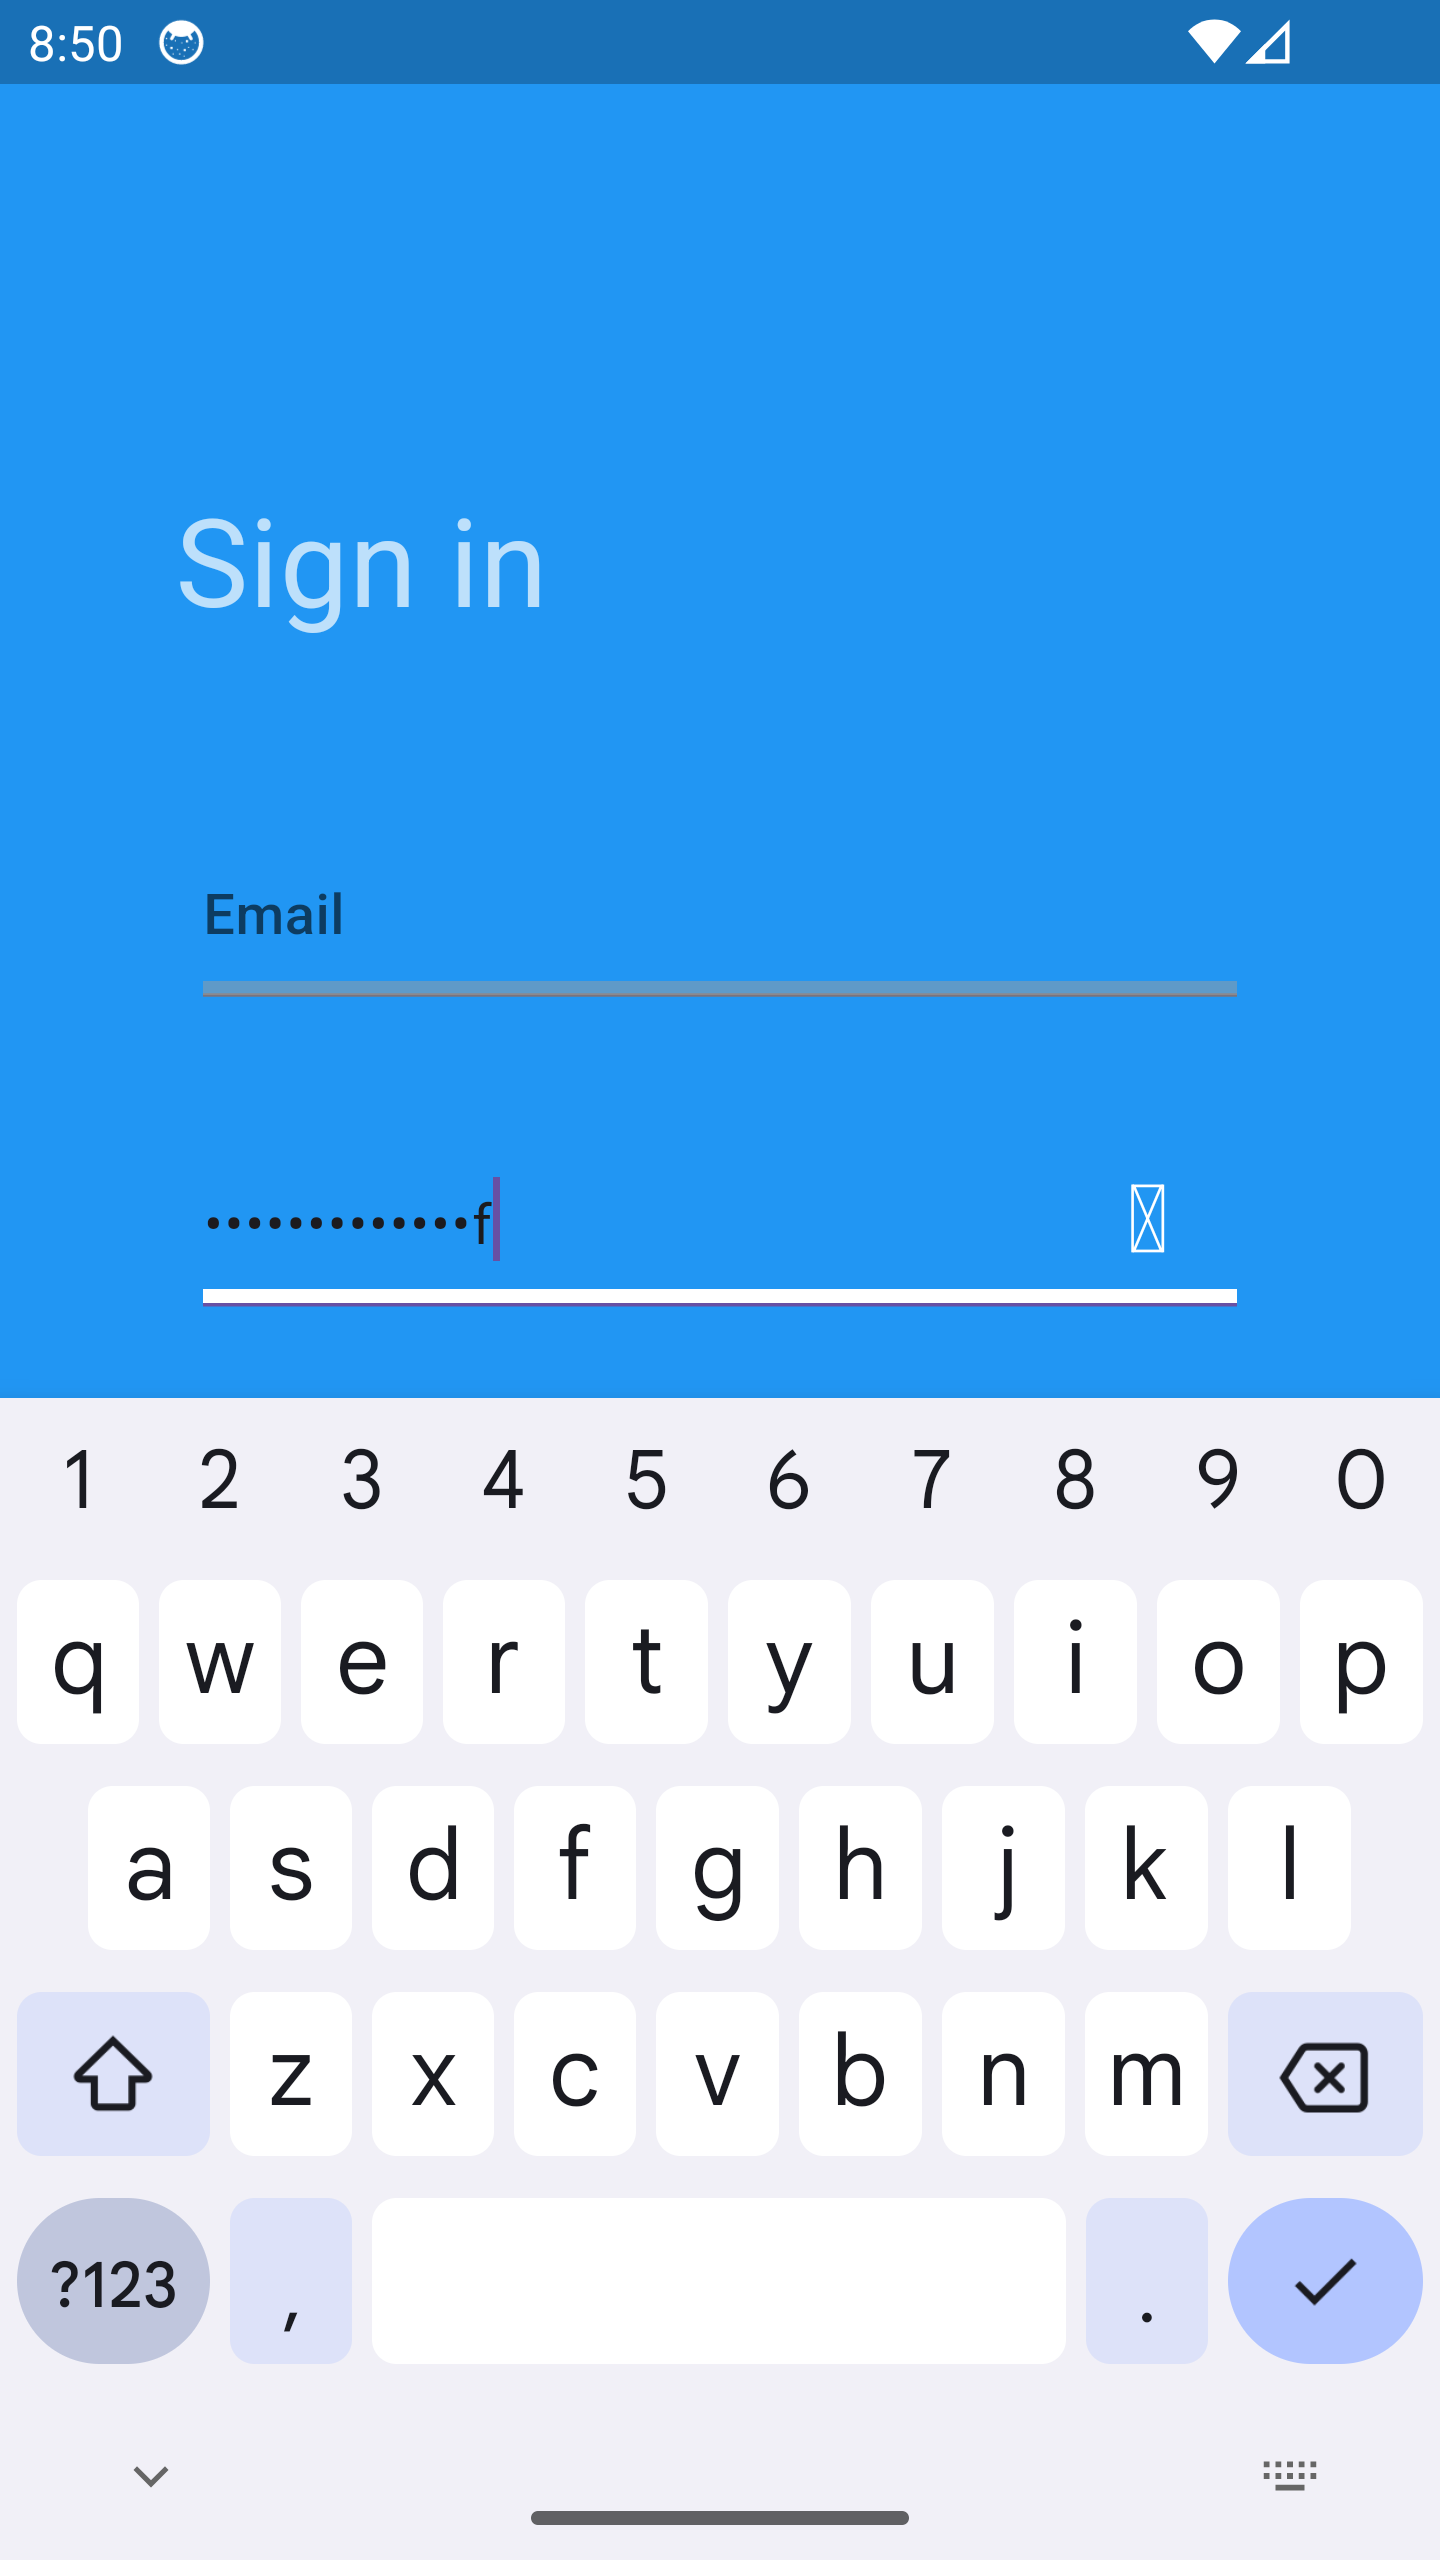 8:50
Sign in
Email
•••••••••••••f
1 2 3 4 5 6 7 8 9 0
q w e r t y u i o p
a s d f g h j k l
z x c v b n m
?123 , .